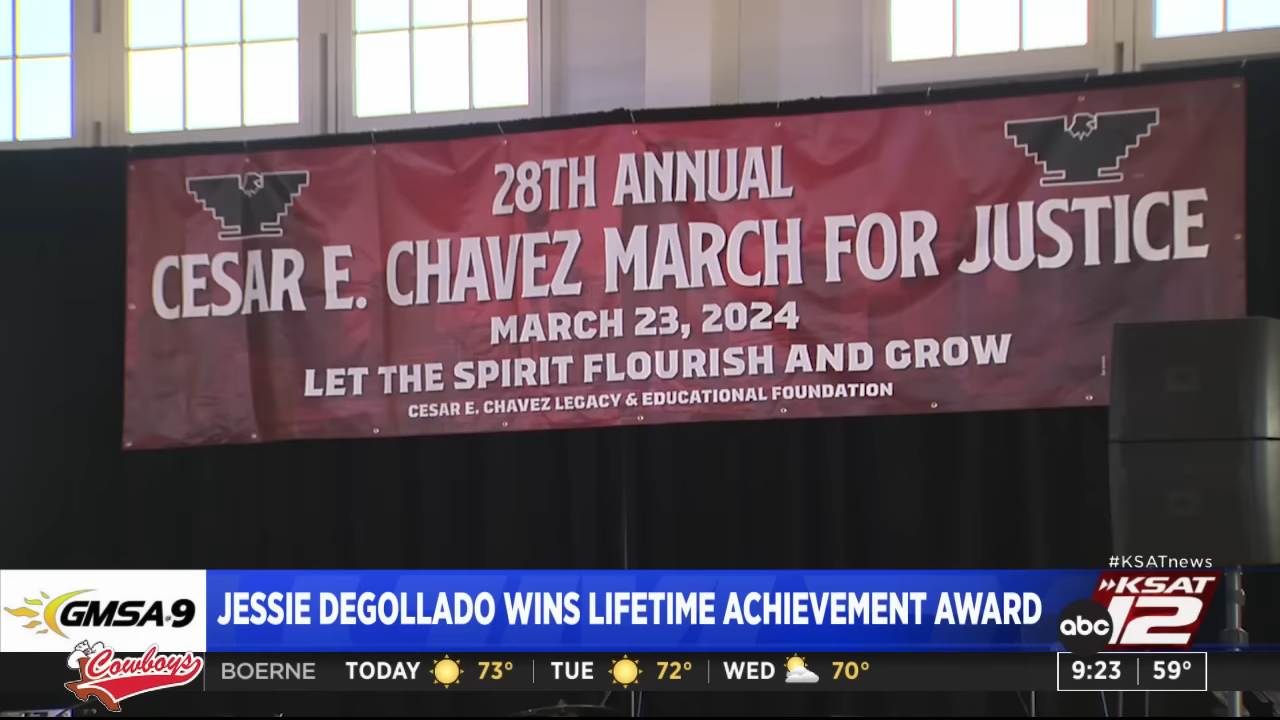 28TH ANNUAL
CESAR E. CHAVEZ MARCH FOR JUSTICE
MARCH 23, 2024
LET THE SPIRIT FLOURISH AND GROW
CESAR E. CHAVEZ LEGACY & EDUCATIONAL FOUNDATION
#KSATnews
GMSA@9
JESSIE DEGOLLADO WINS LIFETIME ACHIEVEMENT AWARD
abc
KSAT
12
Cowboys
BOERNE TODAY 73° TUE 72° WED 70°
9:23 59°